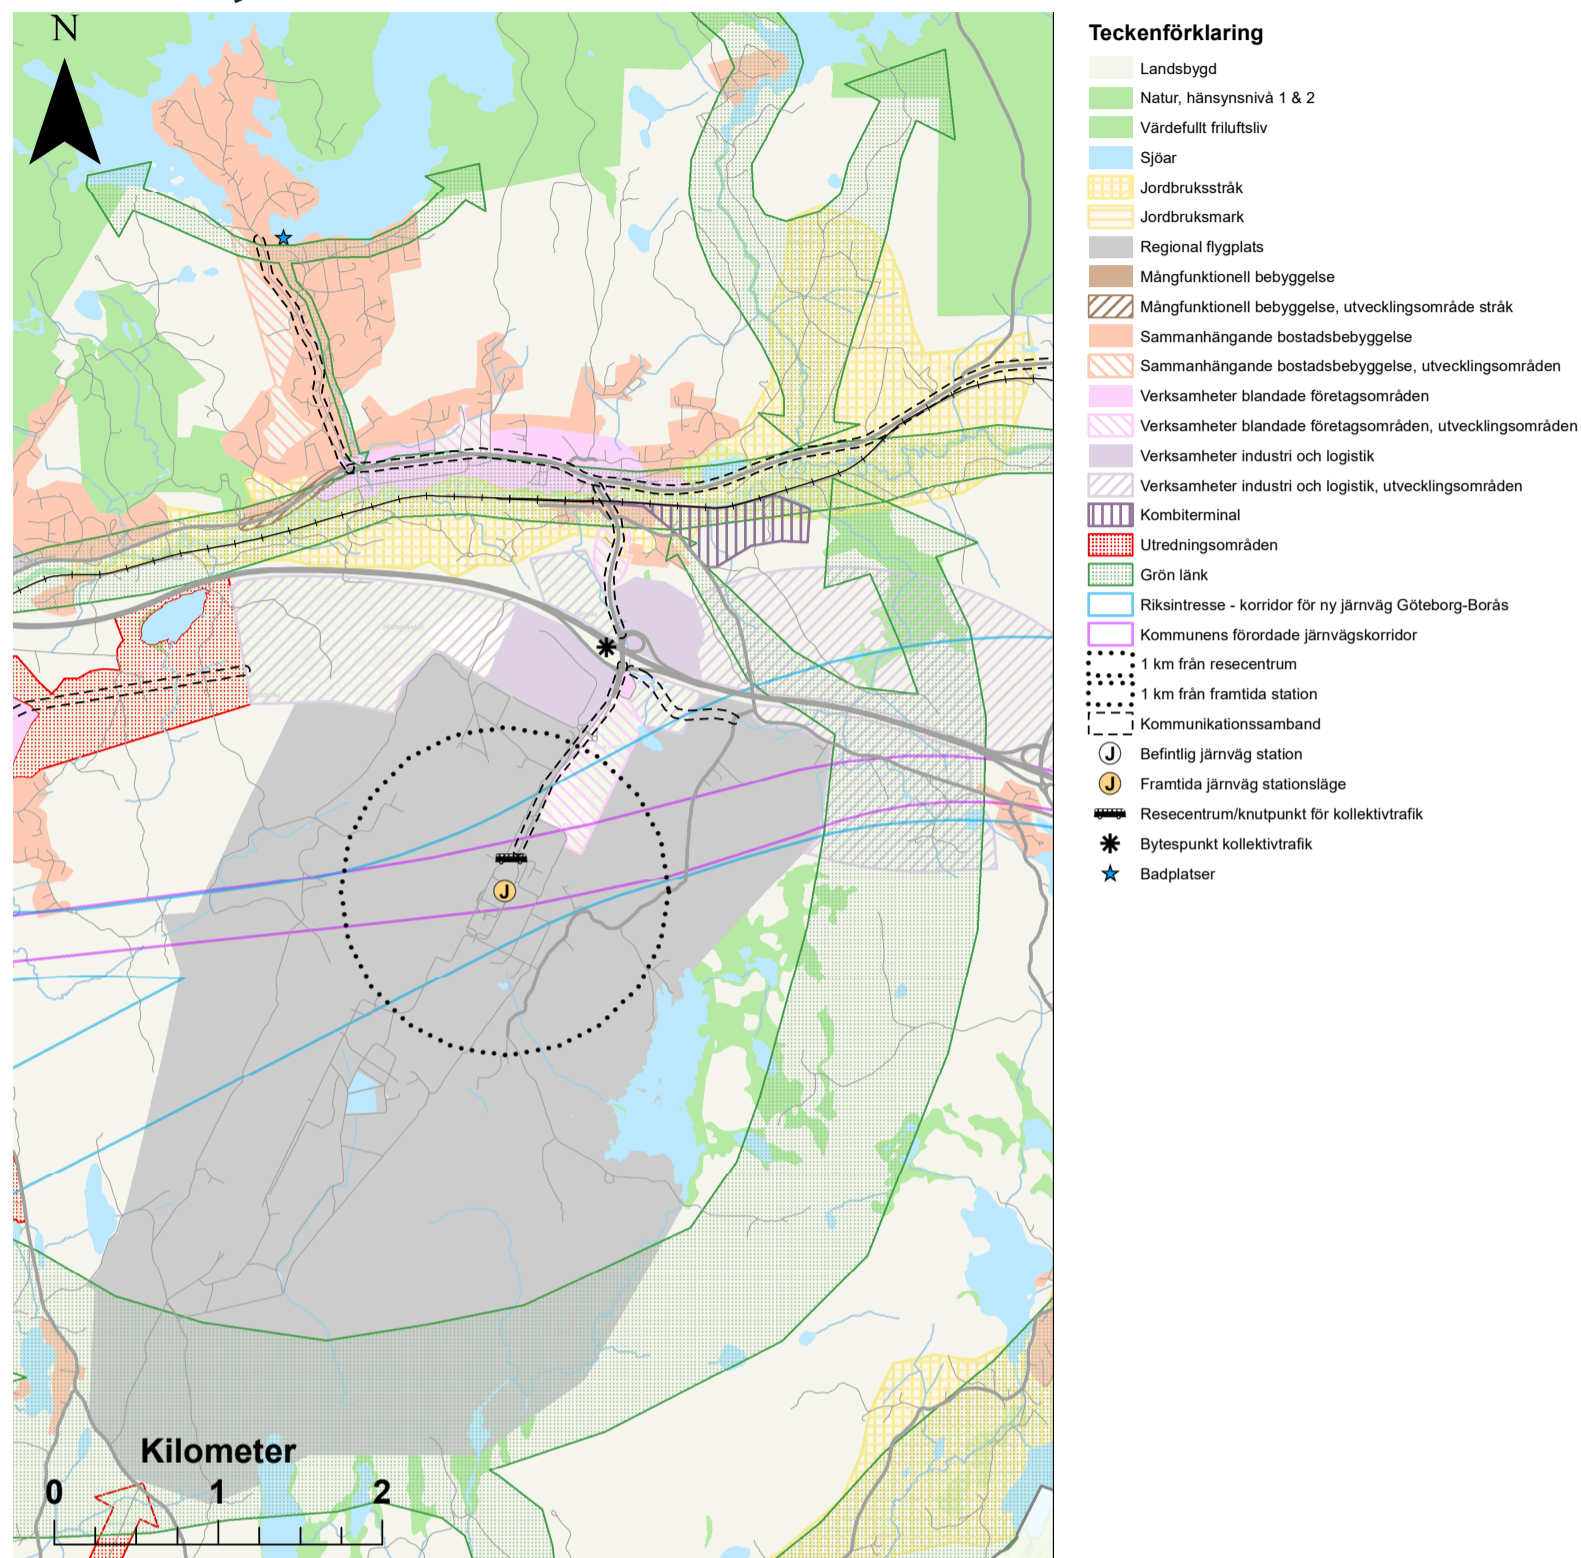 N
Kilometer
0 1 2
Teckenförklaring
Landsbygd
Natur, hänsynsnivå 1 & 2
Värdefullt friluftsliv
Sjöar
Jordbruksstråk
Jordbruksmark
Regional flygplats
Mångfunktionell bebyggelse
Mångfunktionell bebyggelse, utvecklingsområde stråk
Sammanhängande bostadsbebyggelse
Sammanhängande bostadsbebyggelse, utvecklingsområden
Verksamheter blandade företagsområden
Verksamheter blandade företagsområden, utvecklingsområden
Verksamheter industri och logistik
Verksamheter industri och logistik, utvecklingsområden
Kombiterminal
Utredningsområden
Grön länk
Riksintresse - korridor för ny järnväg Göteborg-Borås
Kommunens förordade järnvägskorridor
1 km från resecentrum
1 km från framtida station
Kommunikationssamband
J Befintlig järnväg station
J Framtida järnväg stationsläge
Resecentrum/knutpunkt för kollektivtrafik
Bytespunkt kollektivtrafik
Badplatser
J